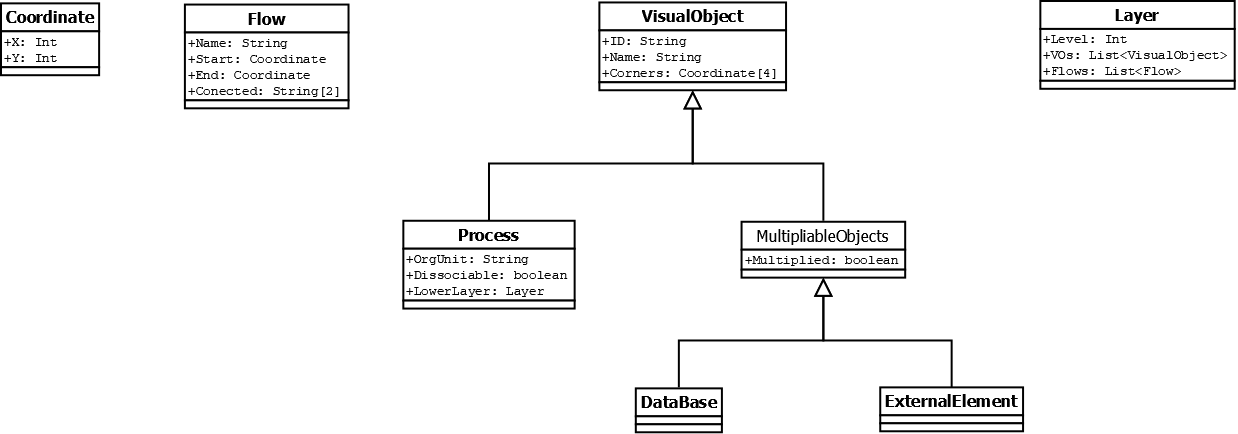 Coordinate
+X: Int
+Y: Int
Flow
+Name: String
+Start: Coordinate
+End: Coordinate
+Conected: String[2]
VisualObject
+ID: String
+Name: String
+Corners: Coordinate[4]
Layer
+Level: Int
+VOs: List<VisualObject>
+Flows: List<Flow>
Process
+OrgUnit: String
+Dissociable: boolean
+LowerLayer: Layer
MultipliableObjects
+Multiplied: boolean
DataBase
ExternalElement